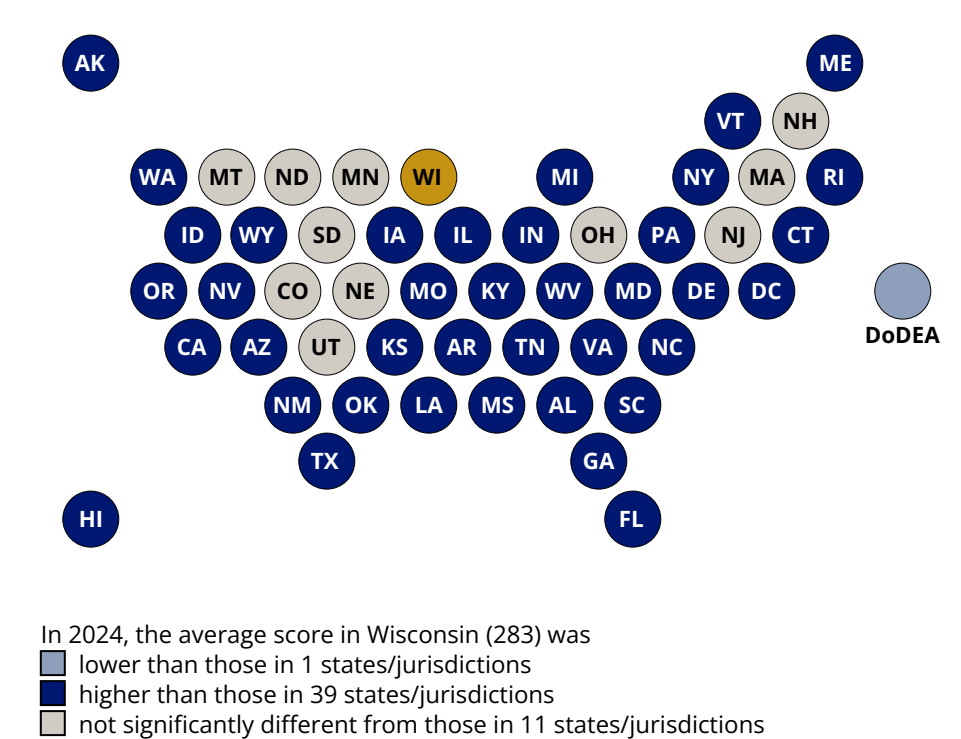 AK ME
VT NH
WA MT ND MN WI MI NY MA RI
ID WY SD IA IL IN OH PA NJ CT
OR NV CO NE MO KY WV MD DE DC
DoDEA
CA AZ UT KS AR TN VA NC
NM OK LA MS AL SC
TX GA
HI FL
In 2024, the average score in Wisconsin (283) was
lower than those in 1 states/jurisdictions
higher than those in 39 states/jurisdictions
not significantly different from those in 11 states/jurisdictions